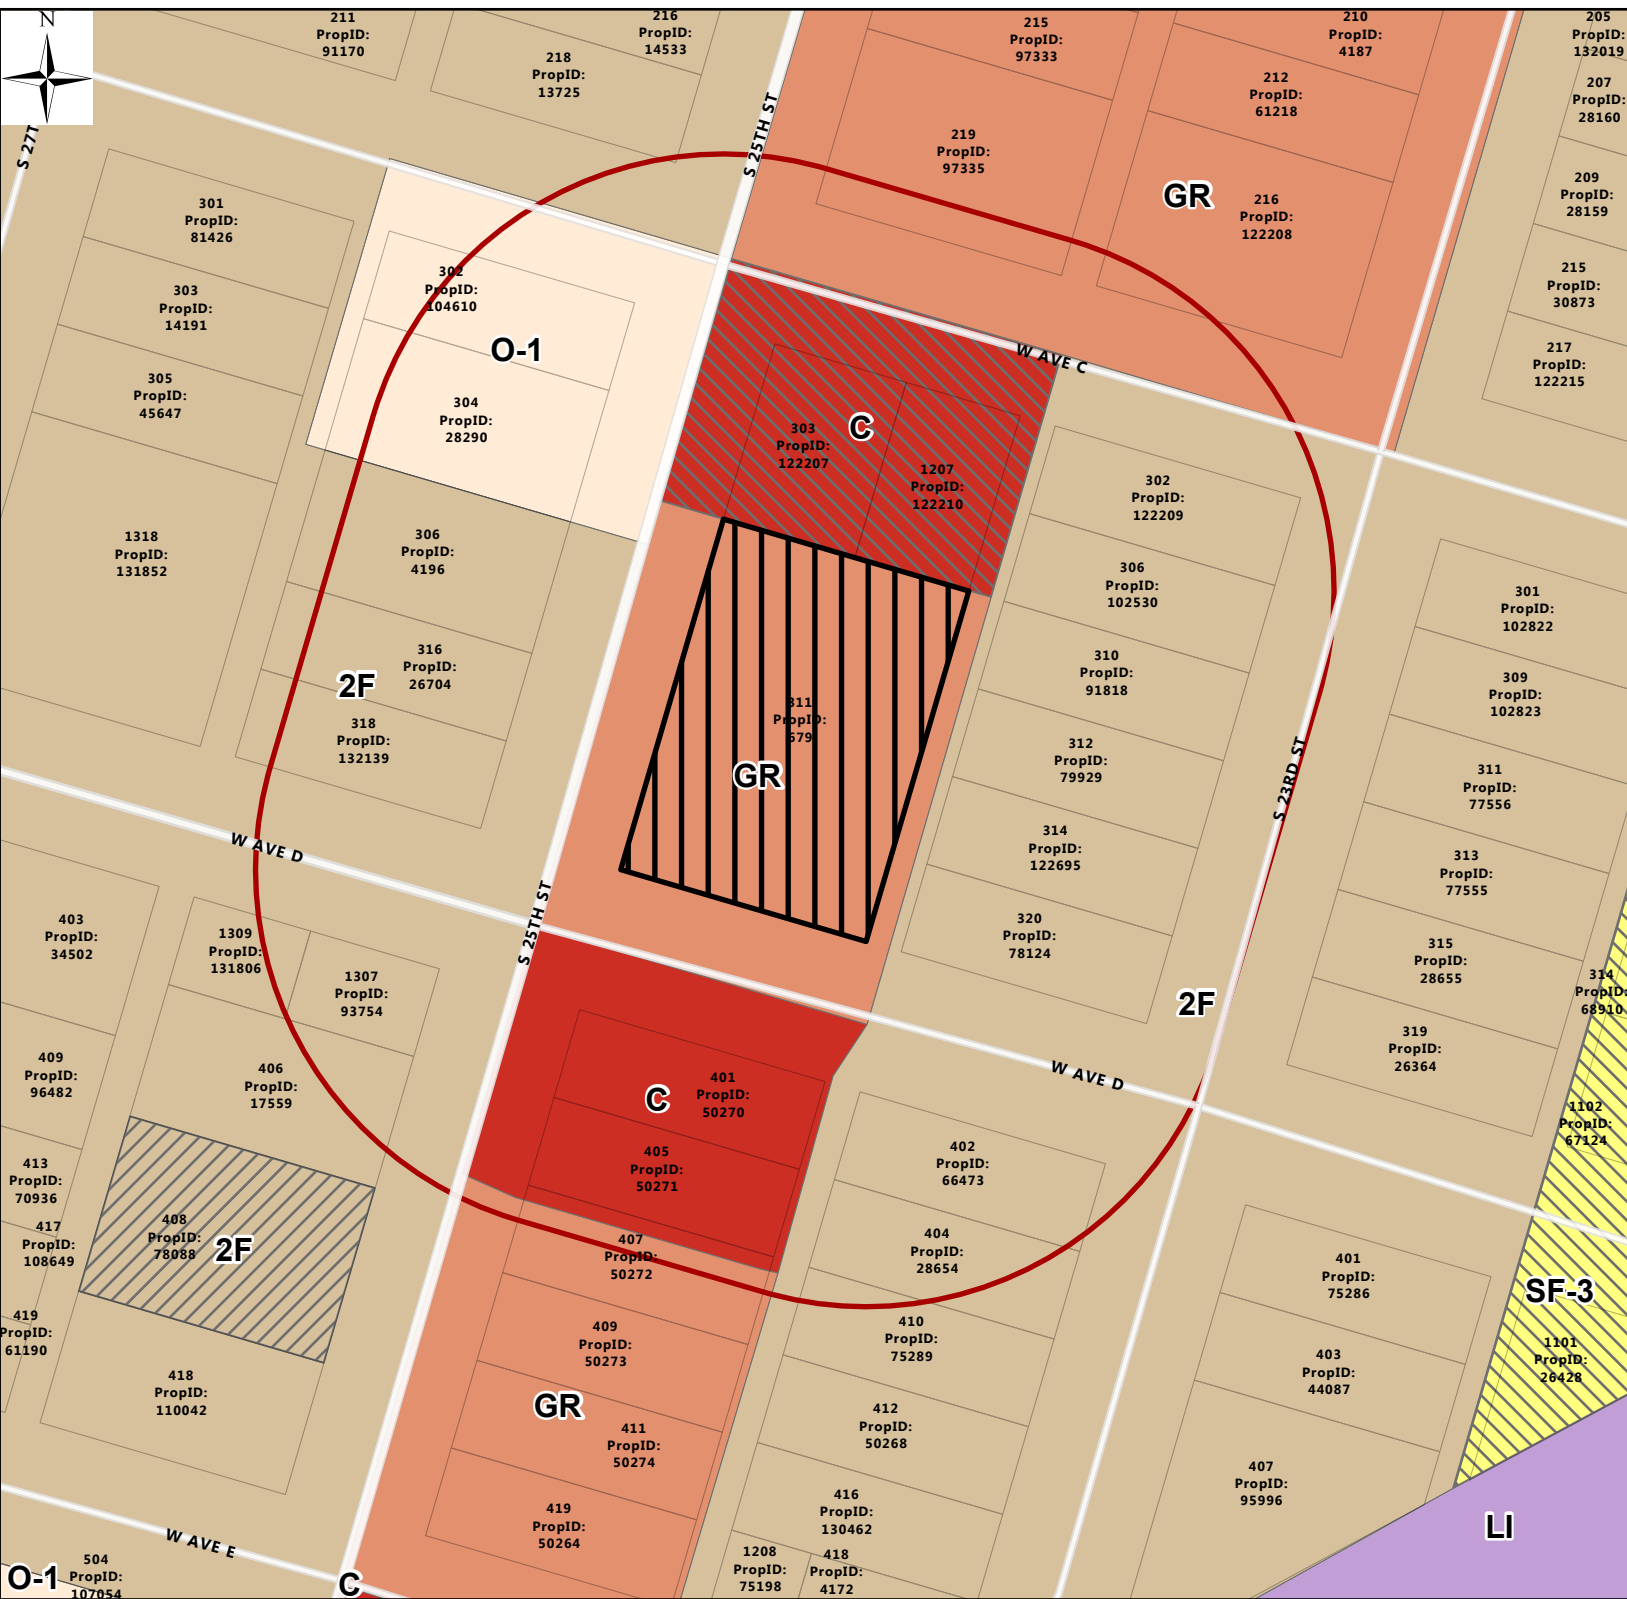 N
211
PropID:
91170
216
PropID:
14533
218
PropID:
13725
S 25TH ST
215
PropID:
97333
210
PropID:
4187
212
PropID:
61218
205
PropID:
132019
207
PropID:
28160
219
PropID:
97335
GR
216
PropID:
122208
209
PropID:
28159
215
PropID:
30873
217
PropID:
122215
S 27T
301
PropID:
81426
303
PropID:
14191
305
PropID:
45647
1318
PropID:
131852
302
PropID:
104610
O-1
304
PropID:
28290
306
PropID:
4196
316
PropID:
26704
2F
318
PropID:
132139
W AVE C
C
303
PropID:
122207
1207
PropID:
122210
302
PropID:
122209
306
PropID:
102530
310
PropID:
91818
312
PropID:
79929
314
PropID:
122695
320
PropID:
78124
311
PropID:
679
GR
S 23RD ST
301
PropID:
102822
309
PropID:
102823
311
PropID:
77556
313
PropID:
77555
315
PropID:
28655
319
PropID:
26364
314
PropID:
68910
1102
PropID:
67124
2F
W AVE D
S 25TH ST
W AVE D
403
PropID:
34502
1309
PropID:
131806
1307
PropID:
93754
409
PropID:
96482
406
PropID:
17559
413
PropID:
70936
417
PropID:
108649
408
PropID:
78088
2F
419
PropID:
61190
418
PropID:
110042
C
401
PropID:
50270
405
PropID:
50271
407
PropID:
50272
409
PropID:
50273
GR
411
PropID:
50274
419
PropID:
50264
402
PropID:
66473
404
PropID:
28654
410
PropID:
75289
412
PropID:
50268
416
PropID:
130462
1208
PropID:
75198
418
PropID:
4172
401
PropID:
75286
403
PropID:
44087
407
PropID:
95996
SF-3
1101
PropID:
26428
LI
W AVE E
O-1
504
PropID:
107054
C